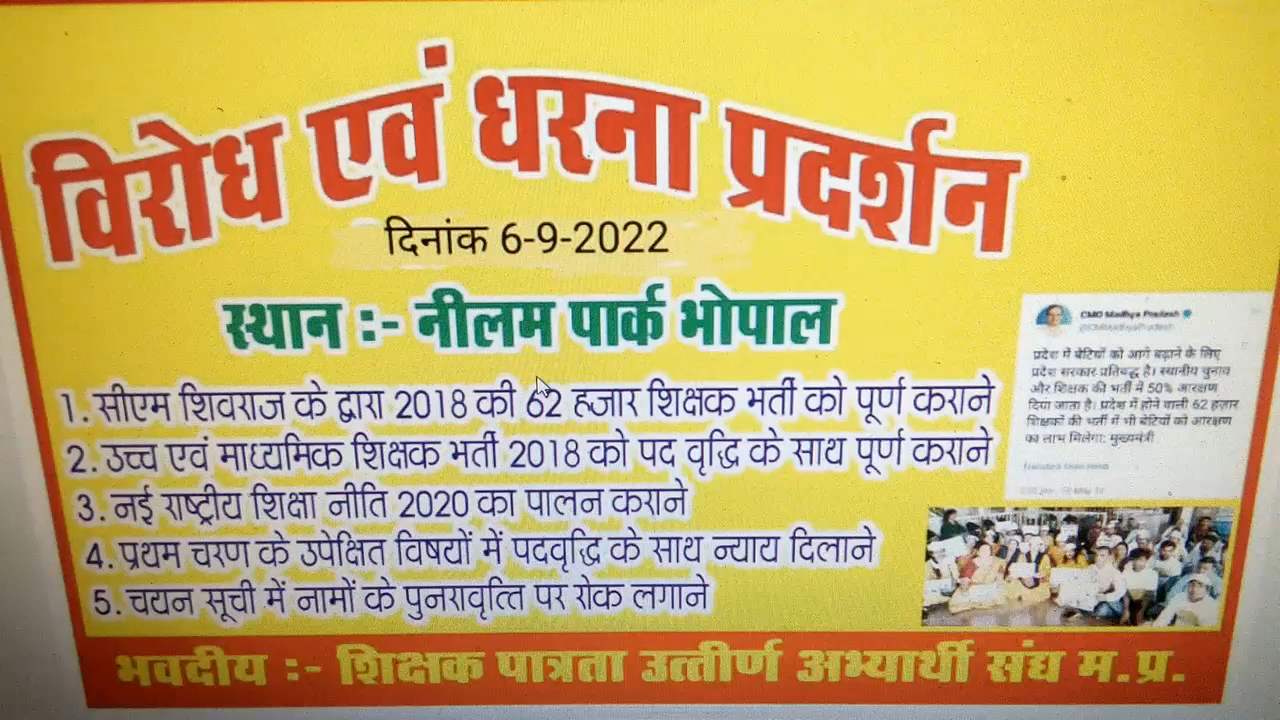 विरोध एवं धरना प्रदर्शन
दिनांक 6-9-2022
स्थान :- नीलम पार्क भोपाल
1. सीएम शिवराज के द्वारा 2018 की 62 हजार शिक्षक भर्ती को पूर्ण कराने
2. उच्च एवं माध्यमिक शिक्षक भर्ती 2018 को पद वृद्धि के साथ पूर्ण कराने
3. नई राष्ट्रीय शिक्षा नीति 2020 का पालन कराने
4. प्रथम चरण के उपेक्षित विषयों में पदवृद्धि के साथ न्याय दिलाने
5. चयन सूची में नामों के पुनरावृत्ति पर रोक लगाने
CMO Madhya Pradesh
@CMMadhyaPradesh
प्रदेश में बेटियों को आगे बढ़ाने के लिए
प्रदेश सरकार प्रतिबद्ध है। स्थानीय चुनाव
और शिक्षक की भर्ती में 50% आरक्षण
दिया जाता है। प्रदेश में होने वाली 62 हज़ार
शिक्षकों की भर्ती में भी बेटियों को आरक्षण
का लाभ मिलेगा: मुख्यमंत्री
भवदीय :- शिक्षक पात्रता उत्तीर्ण अभ्यार्थी संघ म.प्र.